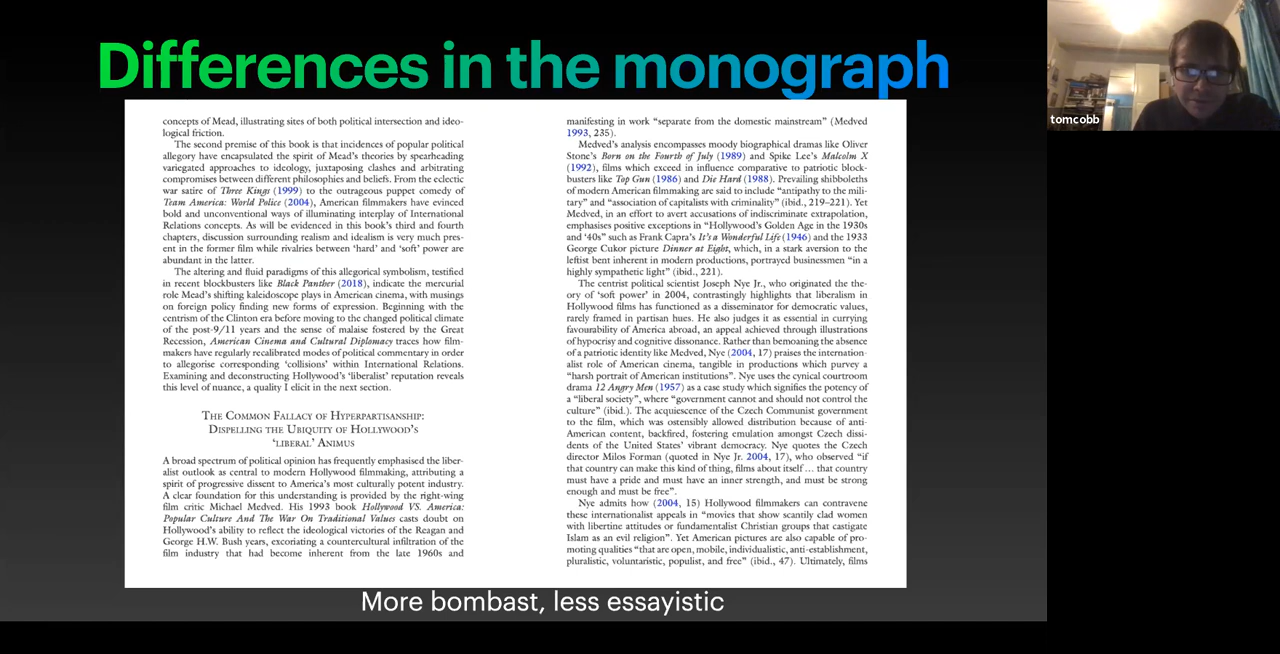 Differences in the monograph
concepts of Mead, illustrating sites of both political intersection and ideo-
logical friction.
The second premise of this book is that incidences of popular political
allegory have encapsulated the spirit of Mead's theories by spearheading
variegated approaches to ideology, juxtaposing clashes and arbitrating
compromises between different philosophies and beliefs. From the eclectic
war satire of Three Kings (1999) to the outrageous puppet comedy of
Team America: World Police (2004), American filmmakers have evinced
bold and unconventional ways of illuminating interplay of International
Relations concepts. As will be evidenced in this book's third and fourth
chapters, discussion surrounding realism and idealism is very much pres-
ent in the former film while rivalries between 'hard' and 'soft' power are
abundant in the latter.
The altering and fluid paradigms of this allegorical symbolism, testified
in recent blockbusters like Black Panther (2018), indicate the mercurial
role Mead's shifting kaleidoscope plays in American cinema, with musings
on foreign policy finding new forms of expression. Beginning with the
centrism of the Clinton era before moving to the changed political climate
of the post-9/11 years and the sense of malaise fostered by the Great
Recession, American Cinema and Cultural Diplomacy traces how film-
makers have regularly recalibrated modes of political commentary in order
to allegorise corresponding 'collisions' within International Relations.
Examining and deconstructing Hollywood's 'liberalist' reputation reveals
this level of nuance, a quality I elicit in the next section.
The Common Fallacy of Hyperpartisanship:
Dispelling the Ubiquity of Hollywood's
'liberal' Animus
A broad spectrum of political opinion has frequently emphasised the liber-
alist outlook as central to modern Hollywood filmmaking, attributing a
spirit of progressive dissent to America's most culturally potent industry.
A clear foundation for this understanding is provided by the right-wing
film critic Michael Medved. His 1993 book Hollywood VS. America:
Popular Culture And The War On Traditional Values casts doubt on
Hollywood's ability to reflect the ideological victories of the Reagan and
George H.W. Bush years, excoriating a countercultural infiltration of the
film industry that had become inherent from the late 1960s and
manifesting in work "separate from the domestic mainstream" (Medved
1993, 235).
Medved's analysis encompasses moody biographical dramas like Oliver
Stone's Born on the Fourth of July (1989) and Spike Lee's Malcolm X
(1992), films which exceed in influence comparative to patriotic block-
busters like Top Gun (1986) and Die Hard (1988). Prevailing shibboleths
of modern American filmmaking are said to include "antipathy to the mili-
tary" and "association of capitalists with criminality" (ibid., 219–221). Yet
Medved, in an effort to avert accusations of indiscriminate extrapolation,
emphasises positive exceptions in "Hollywood's Golden Age in the 1930s
and '40s" such as Frank Capra's It's a Wonderful Life (1946) and the 1933
George Cukor picture Dinner at Eight, which, in a stark aversion to the
leftist bent inherent in modern productions, portrayed businessmen "in a
highly sympathetic light" (ibid., 221).
The centrist political scientist Joseph Nye Jr., who originated the the-
ory of 'soft power' in 2004, contrastingly highlights that liberalism in
Hollywood films has functioned as a disseminator for democratic values,
rarely framed in partisan hues. He also judges it as essential in currying
favourability of America abroad, an appeal achieved through illustrations
of hypocrisy and cognitive dissonance. Rather than bemoaning the absence
of a patriotic identity like Medved, Nye (2004, 17) praises the internation-
alist role of American cinema, tangible in productions which purvey a
"harsh portrait of American institutions". Nye uses the cynical courtroom
drama 12 Angry Men (1957) as a case study which signifies the potency of
a "liberal society", where "government cannot and should not control the
culture" (ibid.). The acquiescence of the Czech Communist government
to the film, which was ostensibly allowed distribution because of anti-
American content, backfired, fostering emulation amongst Czech dissi-
dents of the United States' vibrant democracy. Nye quotes the Czech
director Milos Forman (quoted in Nye Jr. 2004, 17), who observed "if
that country can make this kind of thing, films about itself … that country
must have a pride and must have an inner strength, and must be strong
enough and must be free".
Nye admits how (2004, 15) Hollywood filmmakers can contravene
these internationalist appeals in "movies that show scantily clad women
with libertine attitudes or fundamentalist Christian groups that castigate
Islam as an evil religion". Yet American pictures are also capable of pro-
moting qualities "that are open, mobile, individualistic, anti-establishment,
pluralistic, voluntaristic, populist, and free" (ibid., 47). Ultimately, films
More bombast, less essayistic
tomcobb